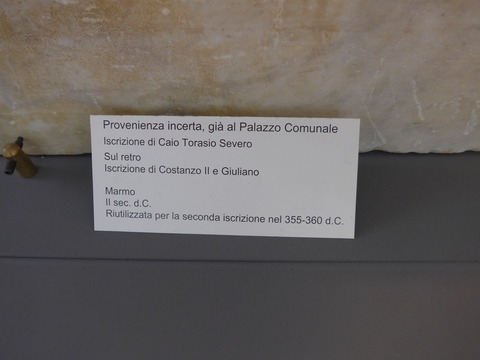 Provenienza incerta, già al Palazzo Comunale
Iscrizione di Caio Torasio Severo
Sul retro
Iscrizione di Costanzo II e Giuliano
Marmo
II sec. d.C.
Riutilizzata per la seconda iscrizione nel 355-360 d.C.